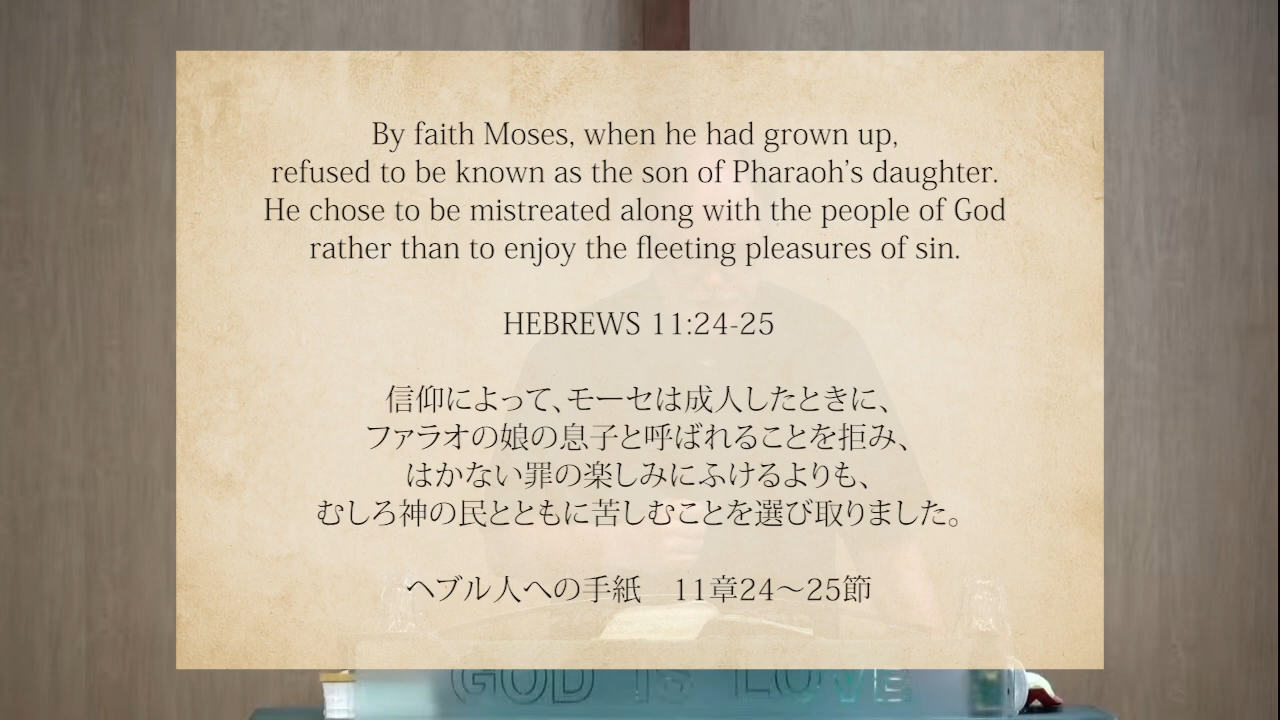 By faith Moses, when he had grown up,
refused to be known as the son of Pharaoh’s daughter.
He chose to be mistreated along with the people of God
rather than to enjoy the fleeting pleasures of sin.
HEBREWS 11:24-25
信仰によって、モーセは成人したときに、
ファラオの娘の息子と呼ばれることを拒み、
はかない罪の楽しみにふけるよりも、
むしろ神の民とともに苦しむことを選び取りました。
ヘブル人への手紙　11章24〜25節
GOD IS LOVE